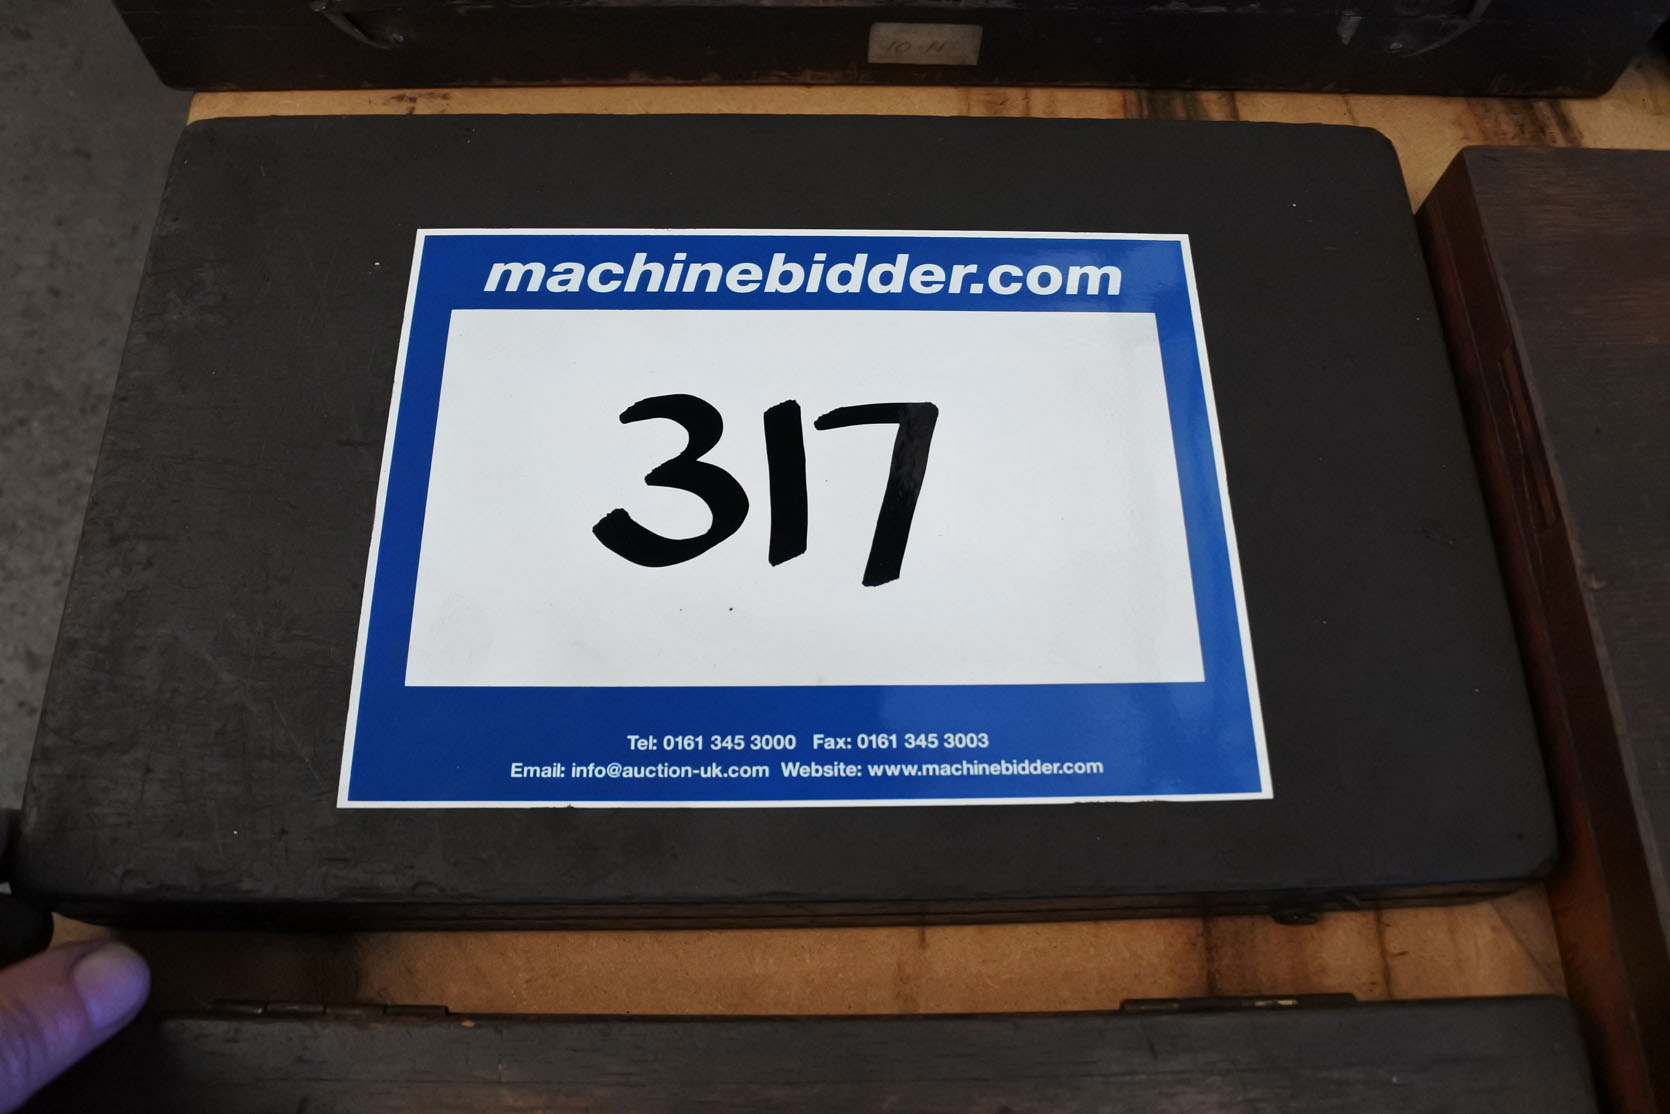 machinebidder.com
317
Tel: 0161 345 3000 Fax: 0161 345 3003
Email: info@auction-uk.com Website: www.machinebidder.com